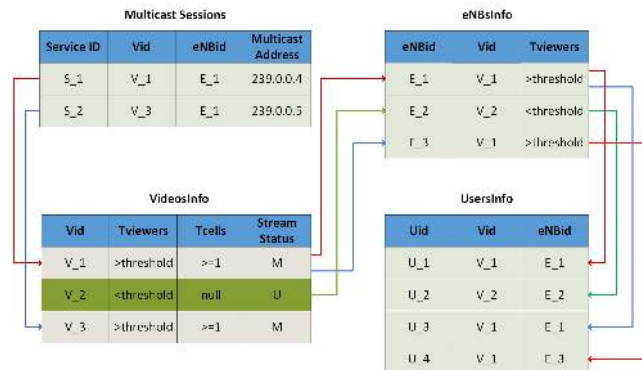 Multicast Sessions
Service ID Vid eNBid Multicast Address
S_1 V_1 E_1 239.0.0.4
S_2 V_3 E_1 239.0.0.5
eNBsInfo
eNBid Vid Tviewers
E_1 V_1 >threshold
E_2 V_2 <threshold
E_3 V_1 >threshold
VideosInfo
Vid Tviewers Tcells Stream Status
V_1 >threshold >=1 M
V_2 <threshold null U
V_3 >threshold >=1 M
UsersInfo
Uid Vid eNBid
U_1 V_1 E_1
U_2 V_2 E_2
U_3 V_1 E_1
U_4 V_1 E_3